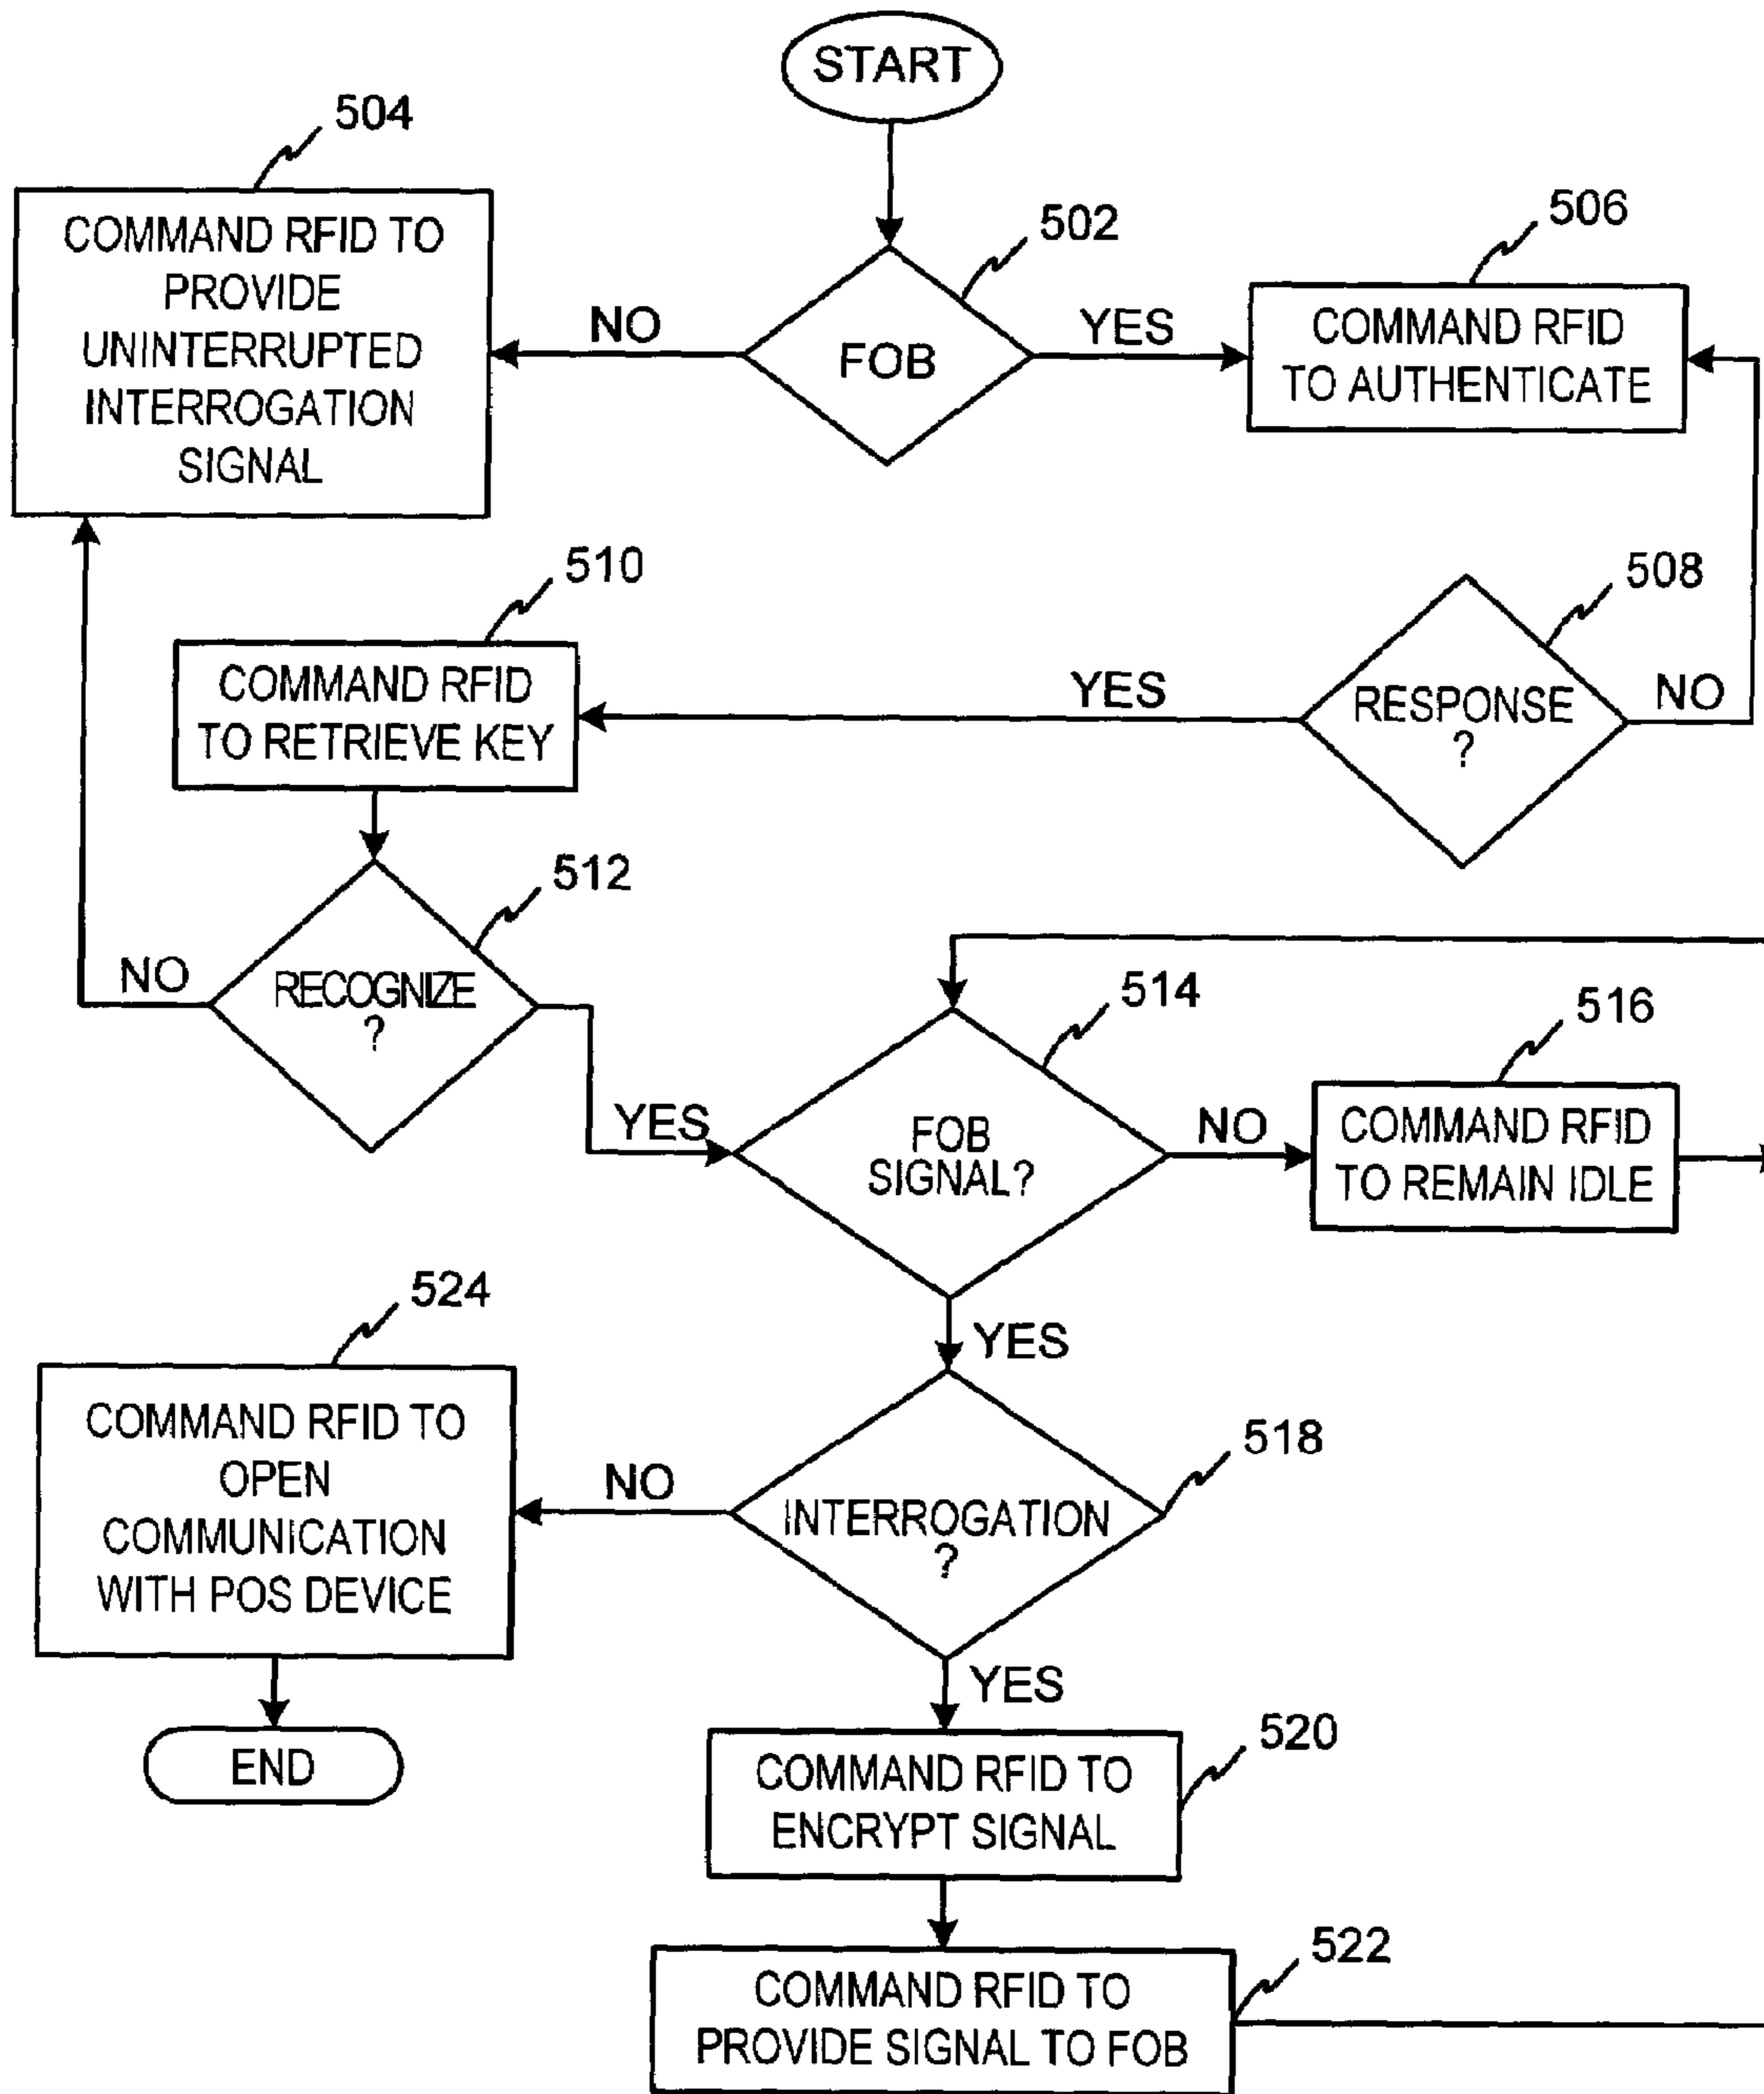 START
504
COMMAND RFID TO
PROVIDE
UNINTERRUPTED
INTERROGATION
SIGNAL
502
FOB
NO
YES
506
COMMAND RFID
TO AUTHENTICATE
510
COMMAND RFID
TO RETRIEVE KEY
YES
508
RESPONSE
?
NO
512
RECOGNIZE
?
NO
YES
514
FOB
SIGNAL?
NO
516
COMMAND RFID
TO REMAIN IDLE
YES
524
COMMAND RFID TO
OPEN
COMMUNICATION
WITH POS DEVICE
NO
518
INTERROGATION
?
YES
END
520
COMMAND RFID TO
ENCRYPT SIGNAL
522
COMMAND RFID TO
PROVIDE SIGNAL TO FOB